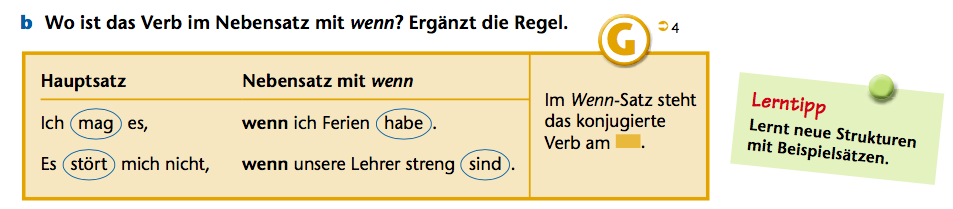 b Wo ist das Verb im Nebensatz mit wenn? Ergänzt die Regel.
G
➲ 4
Hauptsatz Nebensatz mit wenn
Ich mag es, wenn ich Ferien habe.
Es stört mich nicht, wenn unsere Lehrer streng sind.
Im Wenn-Satz steht
das konjugierte
Verb am .
Lerntipp
Lernt neue Strukturen
mit Beispielsätzen.